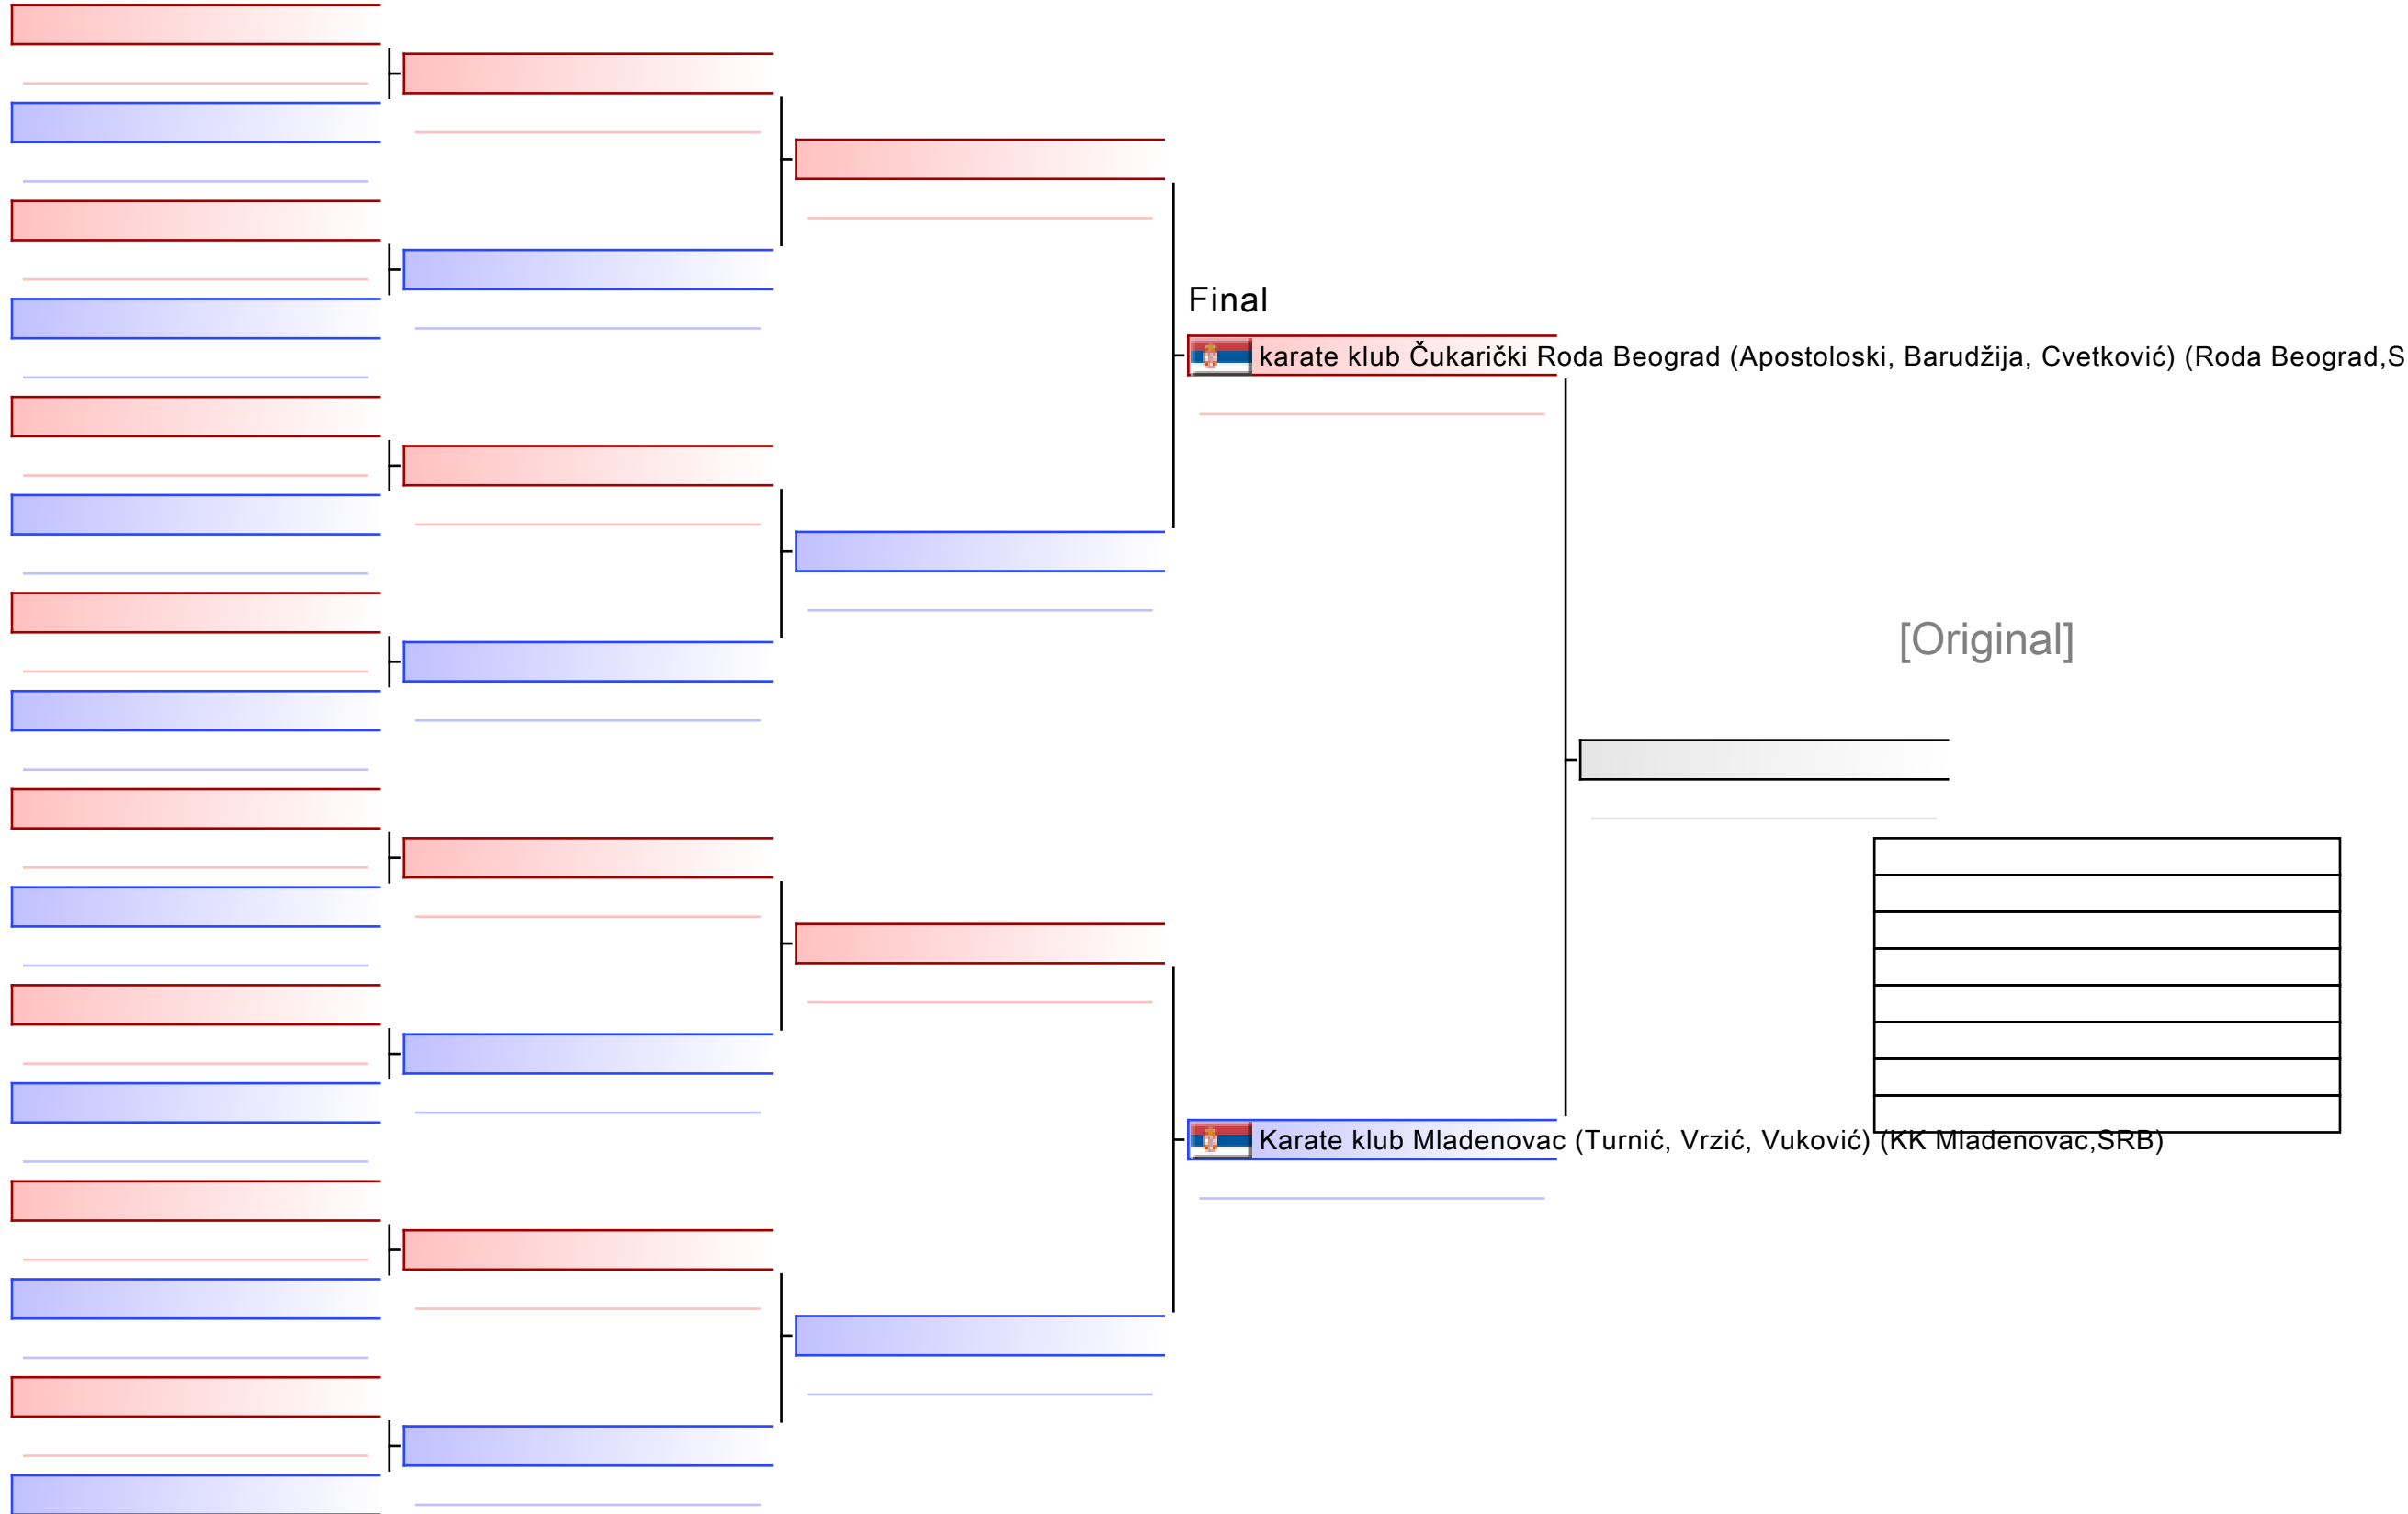 Final
karate klub Čukarički Roda Beograd (Apostoloski, Barudžija, Cvetković) (Roda Beograd,S
[Original]
Karate klub Mladenovac (Turnić, Vrzić, Vuković) (KK Mladenovac,SRB)